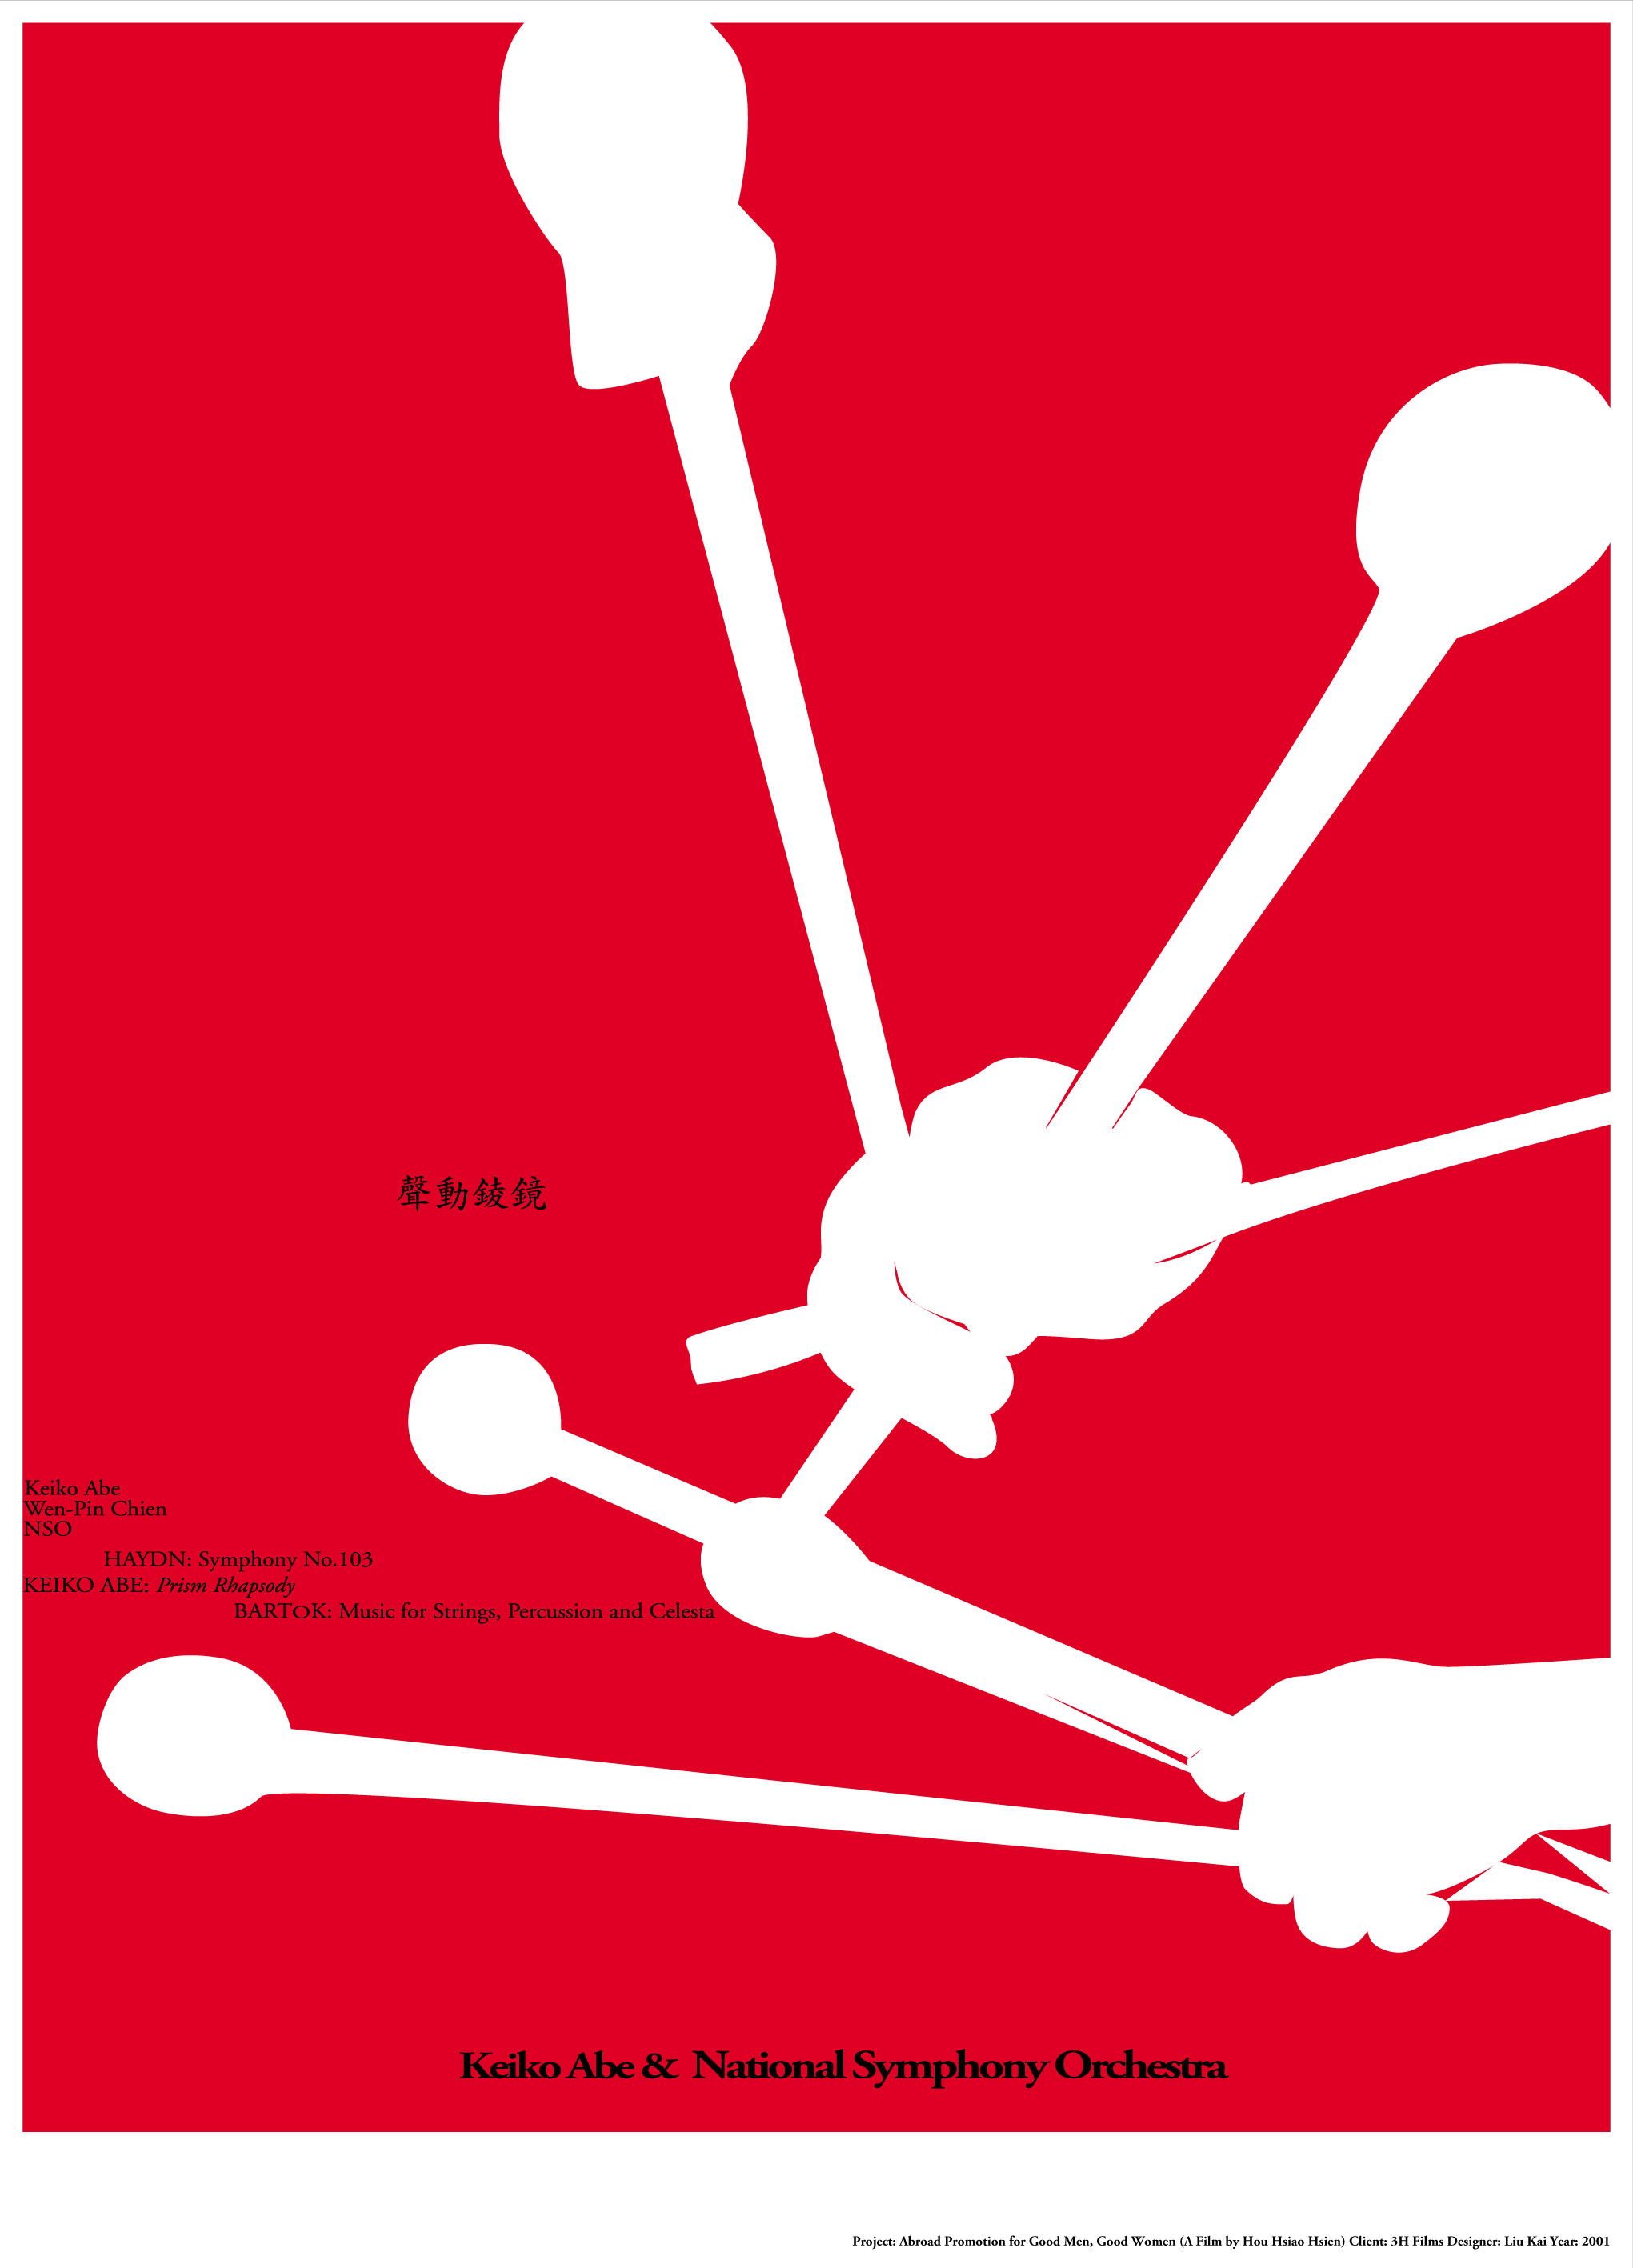 聲動錂鏡
Keiko Abe
Wen-Pin Chien
NSO
HAYDN: Symphony No.103
KEIKO ABE: Prism Rhapsody
BARTOK: Music for Strings, Percussion and Celesta
Keiko Abe & National Symphony Orchestra
Project: Abroad Promotion for Good Men, Good Women (A Film by Hou Hsiao Hsien) Client: 3H Films Designer: Liu Kai Year: 2001